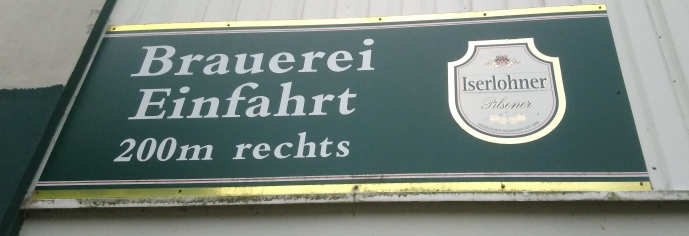 Brauerei
Einfahrt
200m rechts
Iserlohner
Pilsener